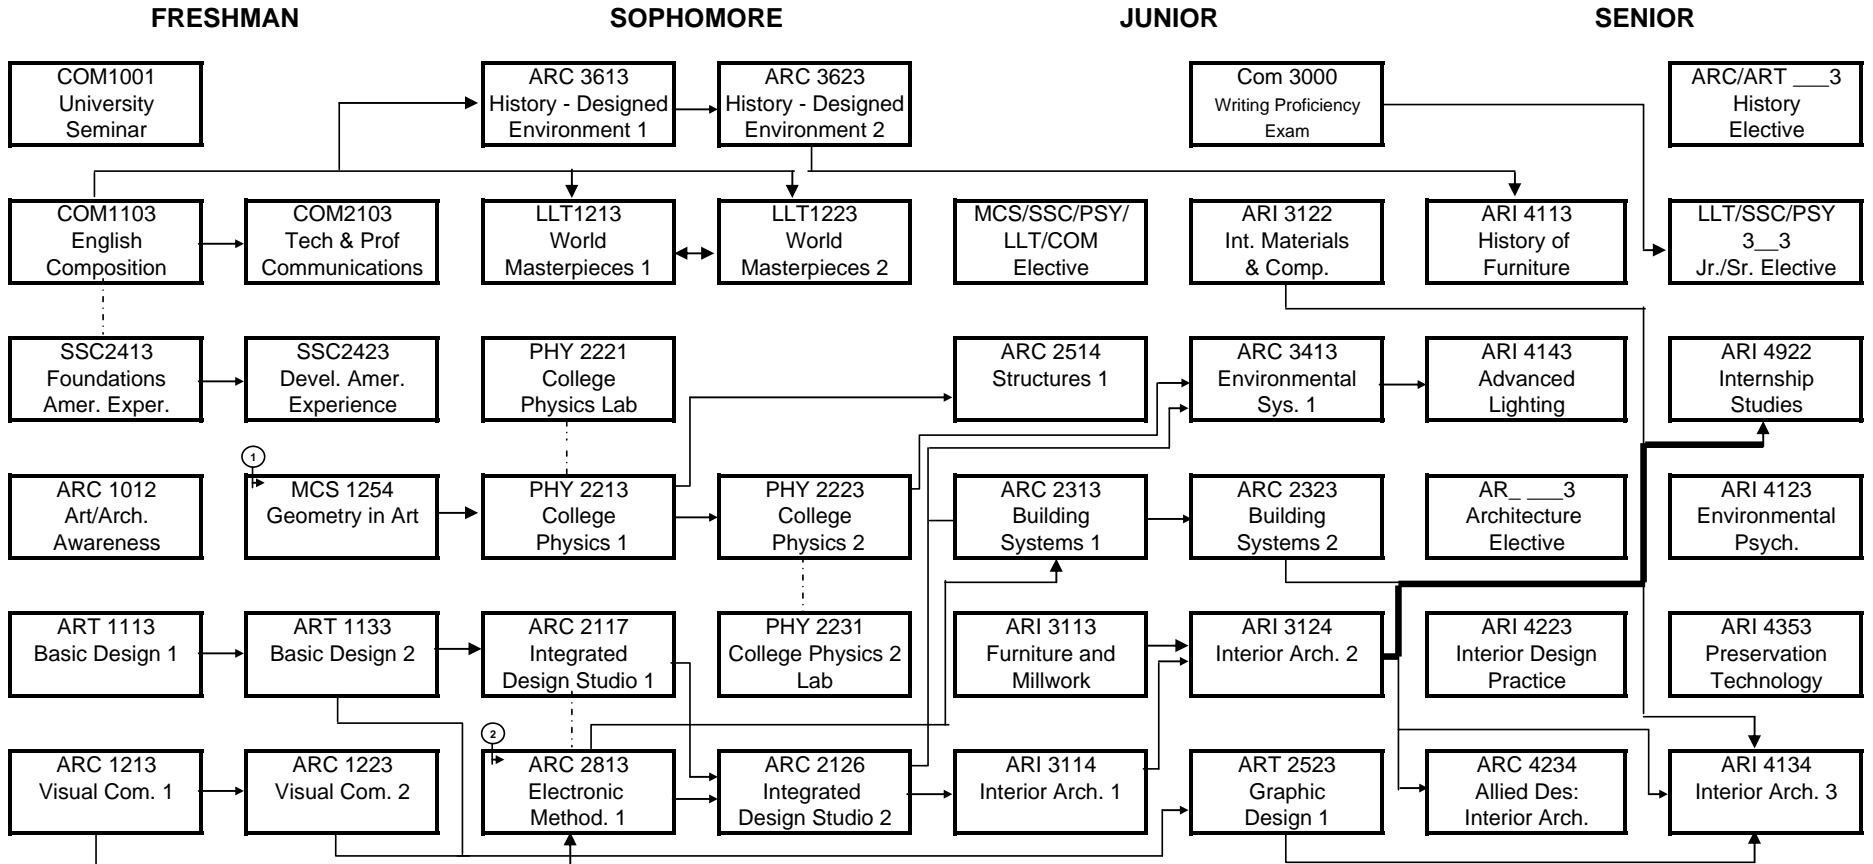 FRESHMAN
SOPHOMORE
JUNIOR
SENIOR
COM1001
University
Seminar
ARC 3613
History - Designed
Environment 1
ARC 3623
History - Designed
Environment 2
Com 3000
Writing Proficiency
Exam
ARC/ART ___3
History
Elective
COM1103
English
Composition
COM2103
Tech & Prof
Communications
LLT1213
World
Masterpieces 1
LLT1223
World
Masterpieces 2
MCS/SSC/PSY/
LLT/COM
Elective
ARI 3122
Int. Materials
& Comp.
ARI 4113
History of
Furniture
LLT/SSC/PSY
3__3
Jr./Sr. Elective
SSC2413
Foundations
Amer. Exper.
SSC2423
Devel. Amer.
Experience
PHY 2221
College
Physics Lab
ARC 2514
Structures 1
ARC 3413
Environmental
Sys. 1
ARI 4143
Advanced
Lighting
ARI 4922
Internship
Studies
ARC 1012
Art/Arch.
Awareness
1
MCS 1254
Geometry in Art
PHY 2213
College
Physics 1
PHY 2223
College
Physics 2
ARC 2313
Building
Systems 1
ARC 2323
Building
Systems 2
AR_ ___3
Architecture
Elective
ARI 4123
Environmental
Psych.
ART 1113
Basic Design 1
ART 1133
Basic Design 2
ARC 2117
Integrated
Design Studio 1
PHY 2231
College Physics 2
Lab
ARI 3113
Furniture and
Millwork
ARI 3124
Interior Arch. 2
ARI 4223
Interior Design
Practice
ARI 4353
Preservation
Technology
ARC 1213
Visual Com. 1
ARC 1223
Visual Com. 2
2
ARC 2813
Electronic
Method. 1
ARC 2126
Integrated
Design Studio 2
ARI 3114
Interior Arch. 1
ART 2523
Graphic
Design 1
ARC 4234
Allied Des:
Interior Arch.
ARI 4134
Interior Arch. 3